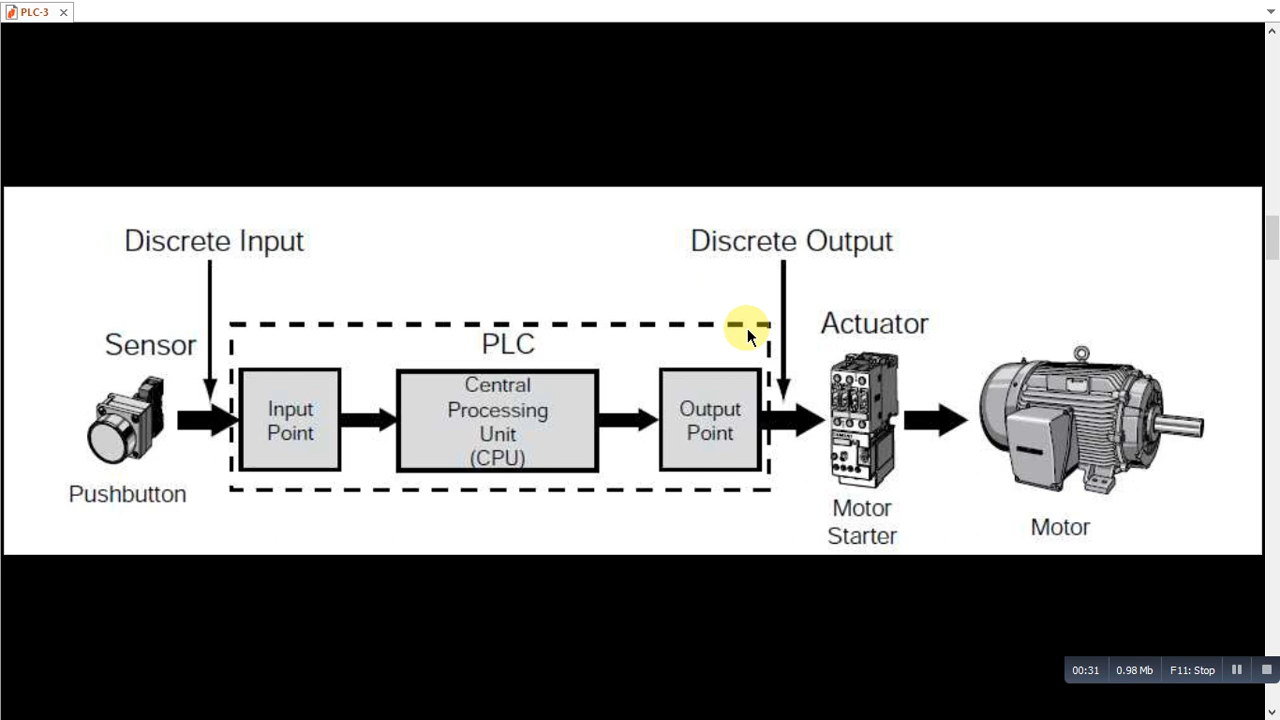 PLC-3
Discrete Input
Discrete Output
Sensor
PLC
Actuator
Input
Point
Central
Processing
Unit
(CPU)
Output
Point
Pushbutton
Motor
Starter
Motor
00:31
0.98 Mb
F11: Stop